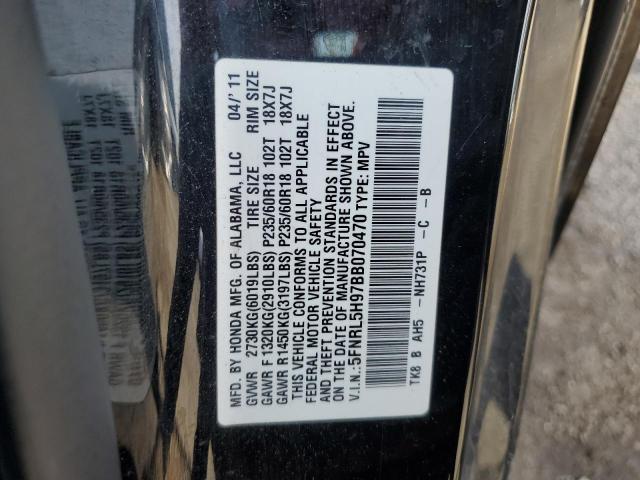 MFD. BY HONDA MFG. OF ALABAMA, LLC 04/'11
GVWR 2730KG(6019LBS) TIRE SIZE RIM SIZE
GAWR F 1320KG(2910LBS) P235/60R18 102T 18X7J
GAWR R1450KG(3197LBS) P235/60R18 102T 18X7J
THIS VEHICLE CONFORMS TO ALL APPLICABLE
FEDERAL MOTOR VEHICLE SAFETY
AND THEFT PREVENTION STANDARDS IN EFFECT
ON THE DATE OF MANUFACTURE SHOWN ABOVE.
V.I.N.: 5FNRL5H97BB070470 TYPE: MPV
TK8 B AH5 -NH731P -C -B